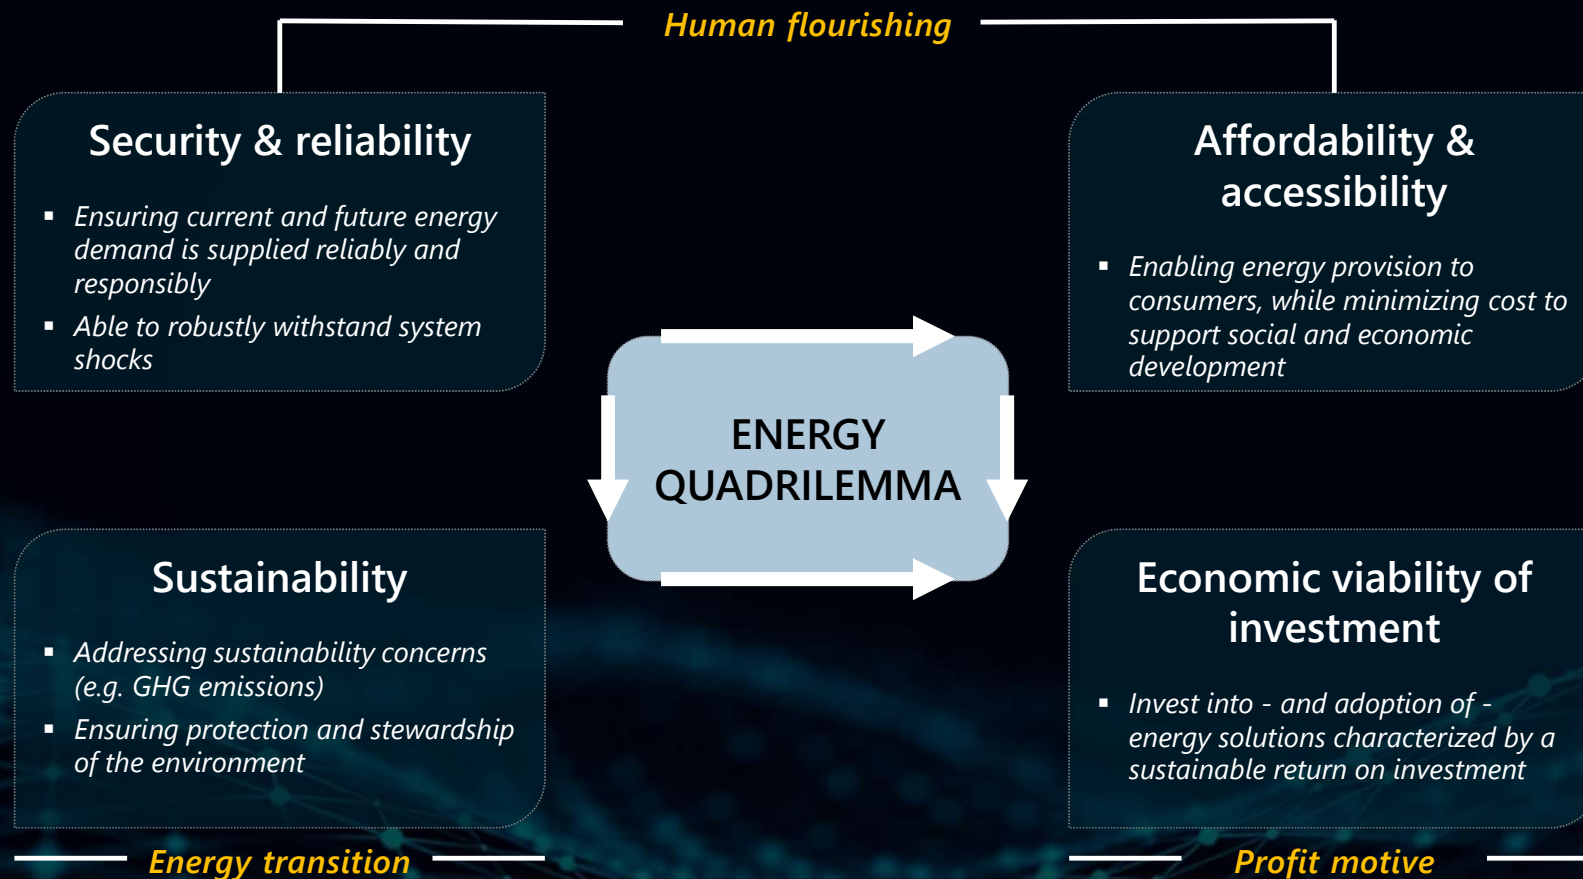 Human flourishing
Security & reliability
▪ Ensuring current and future energy
demand is supplied reliably and
responsibly
▪ Able to robustly withstand system
shocks
Affordability &
accessibility
▪ Enabling energy provision to
consumers, while minimizing cost to
support social and economic
development
ENERGY
QUADRILEMMA
Sustainability
▪ Addressing sustainability concerns
(e.g. GHG emissions)
▪ Ensuring protection and stewardship
of the environment
Economic viability of
investment
▪ Invest into - and adoption of -
energy solutions characterized by a
sustainable return on investment
Energy transition
Profit motive